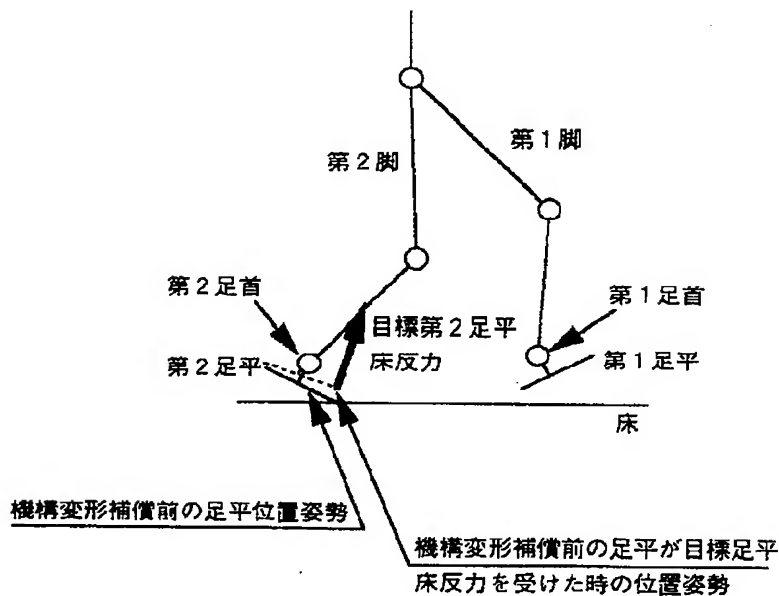 第1脚
第2脚
第2足首
第1足首
目標第2足平
床反力
第2足平
第1足平
床
機構変形補償前の足平位置姿勢
機構変形補償前の足平が目標足平
床反力を受けた時の位置姿勢